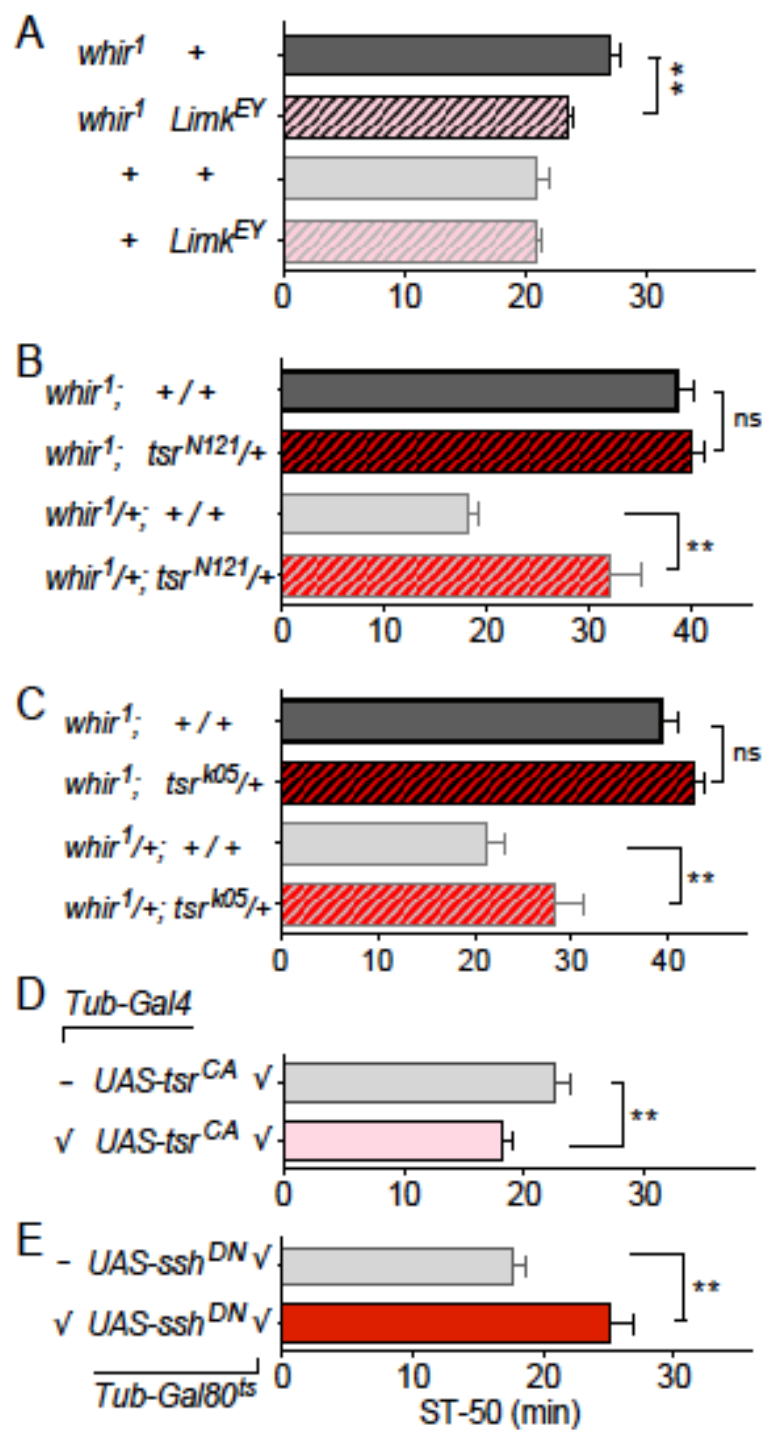 A
whir¹ +
whir¹ Limkᴱʸ
+ +
+ Limkᴱʸ
**
0 10 20 30
B
whir¹; +/+
whir¹; tsrᴺ¹²¹/+
whir¹/+; +/+
whir¹/+; tsrᴺ¹²¹/+
ns
**
0 10 20 30 40
C
whir¹; +/+
whir¹; tsrᵏ⁰⁵/+
whir¹/+; +/+
whir¹/+; tsrᵏ⁰⁵/+
ns
**
0 10 20 30 40
D
Tub-Gal4
- UAS-tsrᶜᴬ √
√ UAS-tsrᶜᴬ √
**
0 10 20 30
E
- UAS-sshᴰᴺ √
√ UAS-sshᴰᴺ √
**
Tub-Gal80ᵗˢ
0 10 20 30
ST-50 (min)